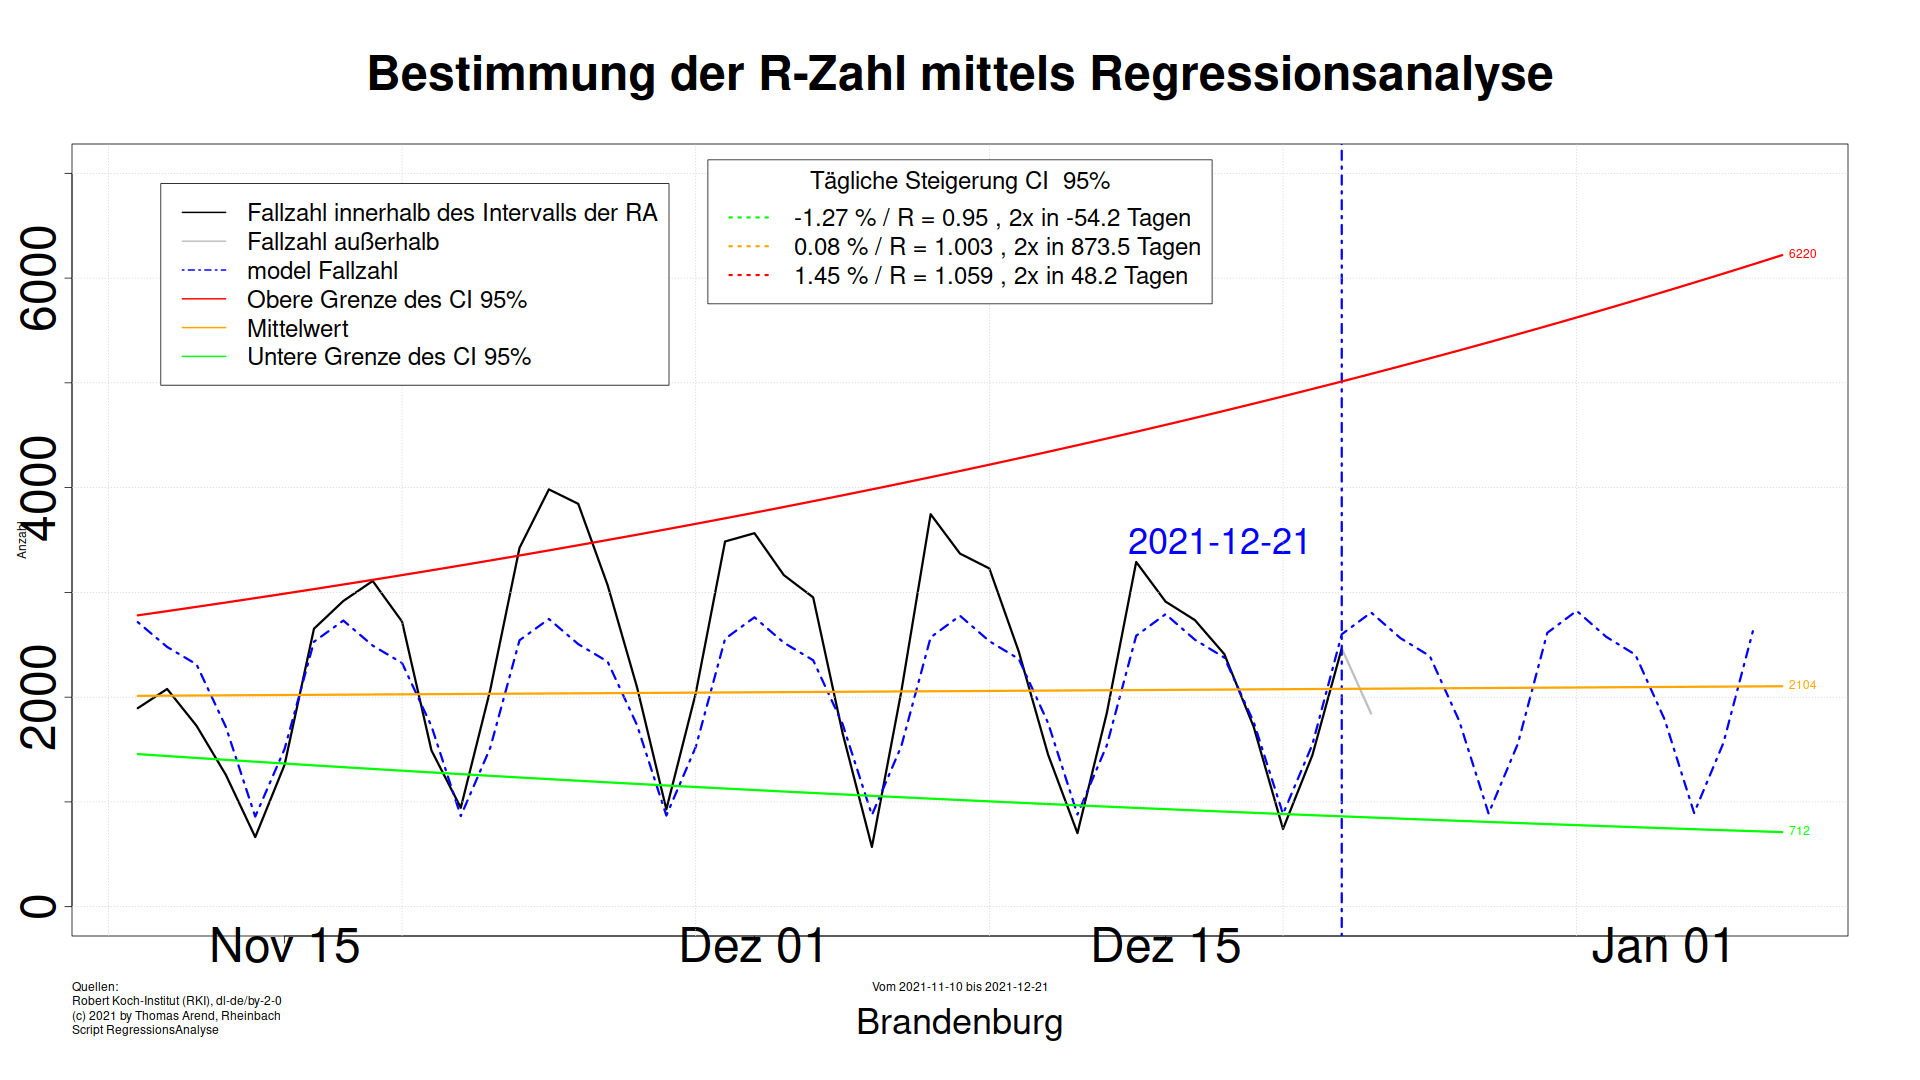 Bestimmung der R-Zahl mittels Regressionsanalyse
Fallzahl innerhalb des Intervalls der RA
Fallzahl außerhalb
model Fallzahl
Obere Grenze des CI 95%
Mittelwert
Untere Grenze des CI 95%
Tägliche Steigerung CI 95%
-1.27 % / R = 0.95 , 2x in -54.2 Tagen
0.08 % / R = 1.003 , 2x in 873.5 Tagen
1.45 % / R = 1.059 , 2x in 48.2 Tagen
6000
4000
2000
0
Anzahl
6220
2021-12-21
2104
712
Nov 15
Dez 01
Dez 15
Jan 01
Quellen:
Robert Koch-Institut (RKI), dl-de/by-2-0
(c) 2021 by Thomas Arend, Rheinbach
Script RegressionsAnalyse
Vom 2021-11-10 bis 2021-12-21
Brandenburg